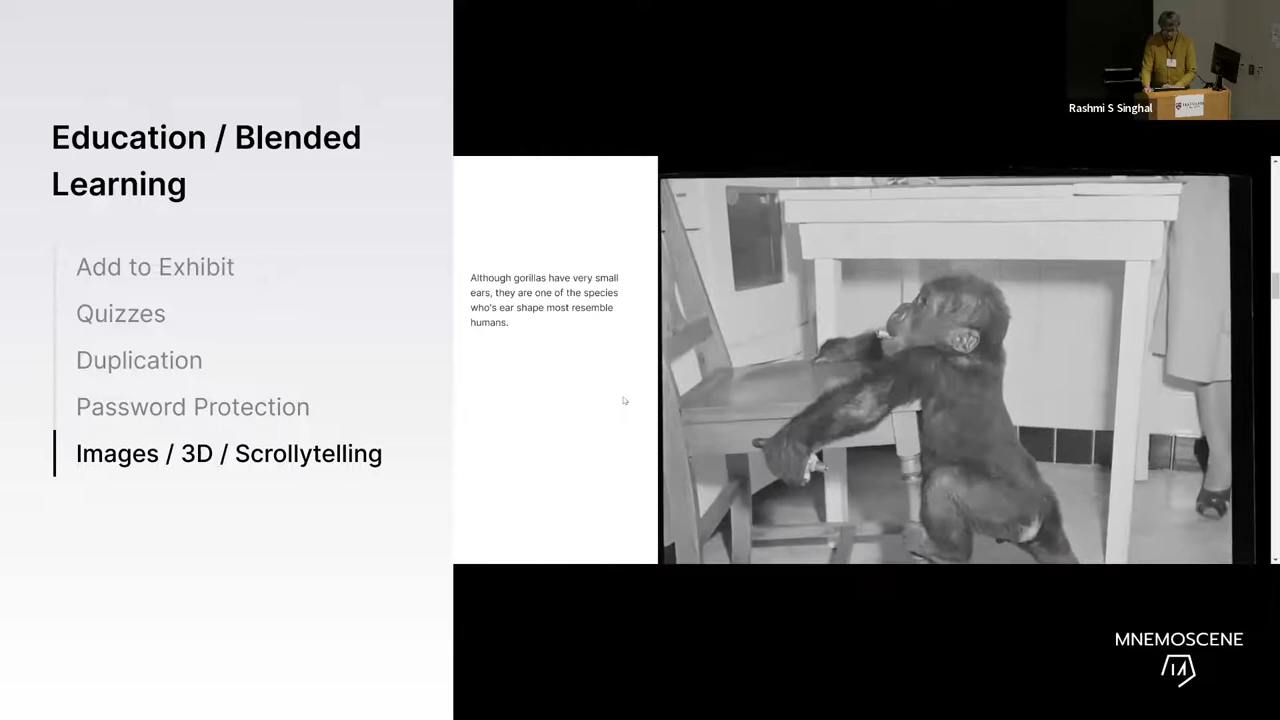 Education / Blended
Learning
Add to Exhibit
Quizzes
Duplication
Password Protection
Images / 3D / Scrollytelling
Although gorillas have very small
ears, they are one of the species
who's ear shape most resemble
humans.
Rashmi S Singhal
MNEMOSCENE